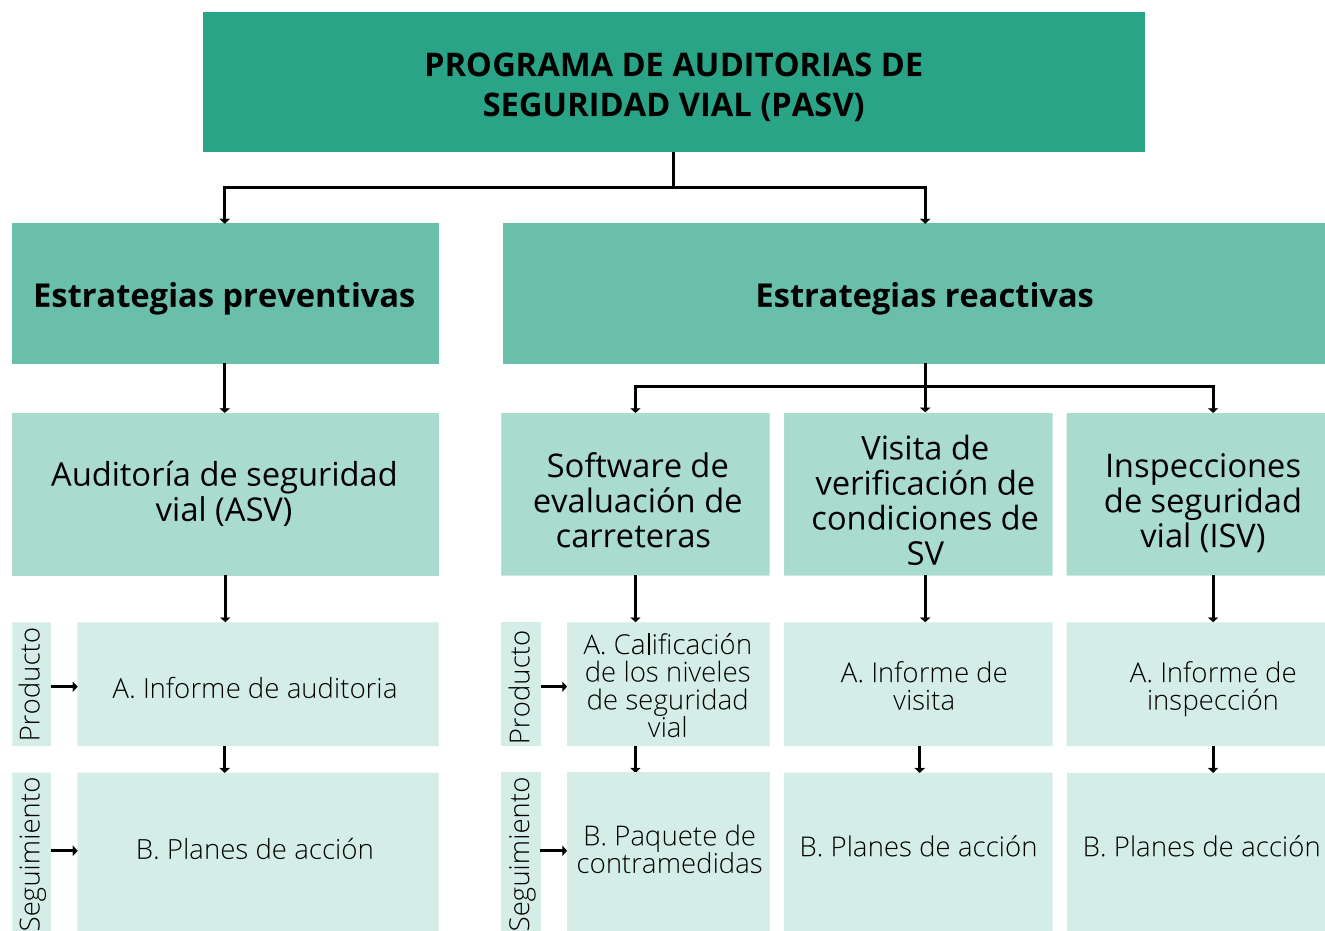 PROGRAMA DE AUDITORIAS DE
SEGURIDAD VIAL (PASV)
Estrategias preventivas
Estrategias reactivas
Auditoría de seguridad
vial (ASV)
Software de
evaluación de
carreteras
Visita de
verificación de
condiciones de
SV
Inspecciones
de seguridad
vial (ISV)
Producto
A. Informe de auditoria
Producto
A. Calificación
de los niveles
de seguridad
vial
A. Informe de
visita
A. Informe de
inspección
Seguimiento
B. Planes de acción
Seguimiento
B. Paquete de
contramedidas
B. Planes de acción
B. Planes de acción